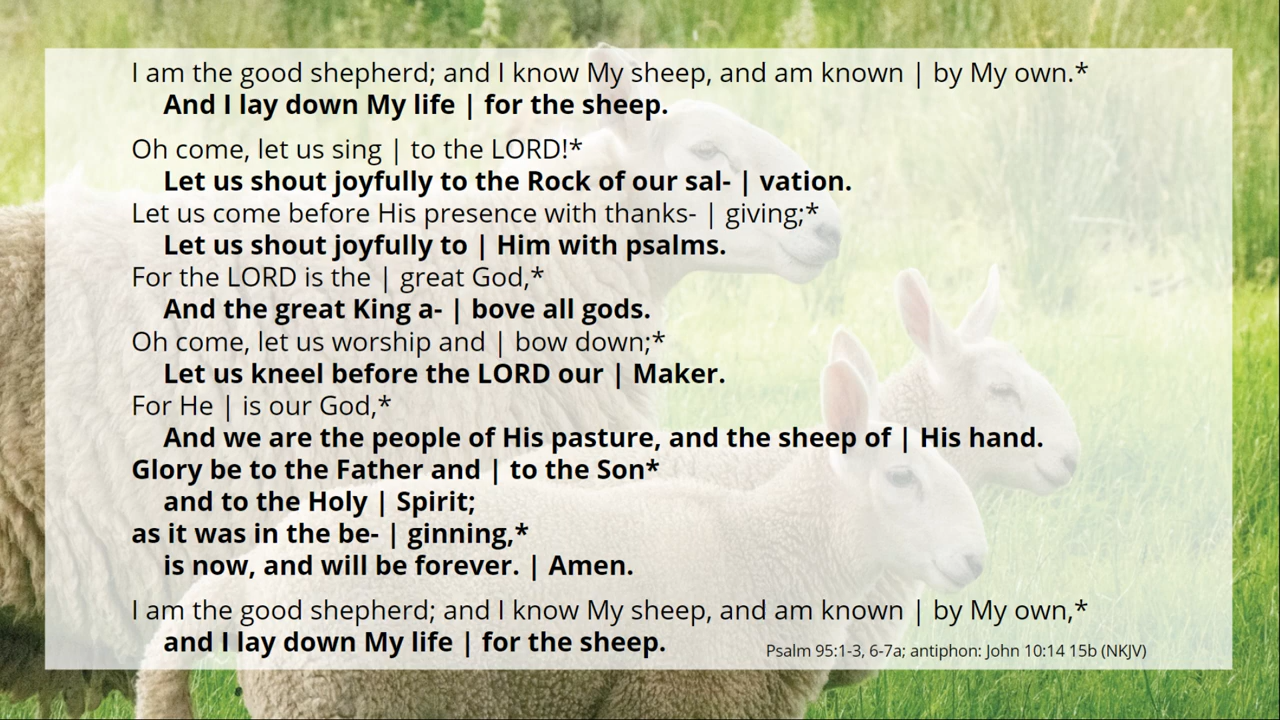 I am the good shepherd; and I know My sheep, and am known | by My own.*
And I lay down My life | for the sheep.
Oh come, let us sing | to the LORD!*
Let us shout joyfully to the Rock of our sal- | vation.
Let us come before His presence with thanks- | giving;*
Let us shout joyfully to | Him with psalms.
For the LORD is the | great God,*
And the great King a- | bove all gods.
Oh come, let us worship and | bow down;*
Let us kneel before the LORD our | Maker.
For He | is our God,*
And we are the people of His pasture, and the sheep of | His hand.
Glory be to the Father and | to the Son*
and to the Holy | Spirit;
as it was in the be- | ginning,*
is now, and will be forever. | Amen.
I am the good shepherd; and I know My sheep, and am known | by My own,*
and I lay down My life | for the sheep.
Psalm 95:1-3, 6-7a; antiphon: John 10:14 15b (NKJV)